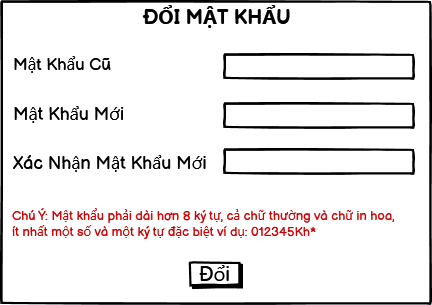 ĐỔI MẬT KHẨU
Mật Khẩu Cũ
Mật Khẩu Mới
Xác Nhận Mật Khẩu Mới
Chú Ý: Mật khẩu phải dài hơn 8 ký tự, cả chữ thường và chữ in hoa,
ít nhất một số và một ký tự đặc biệt ví dụ: 012345Kh*
Đổi